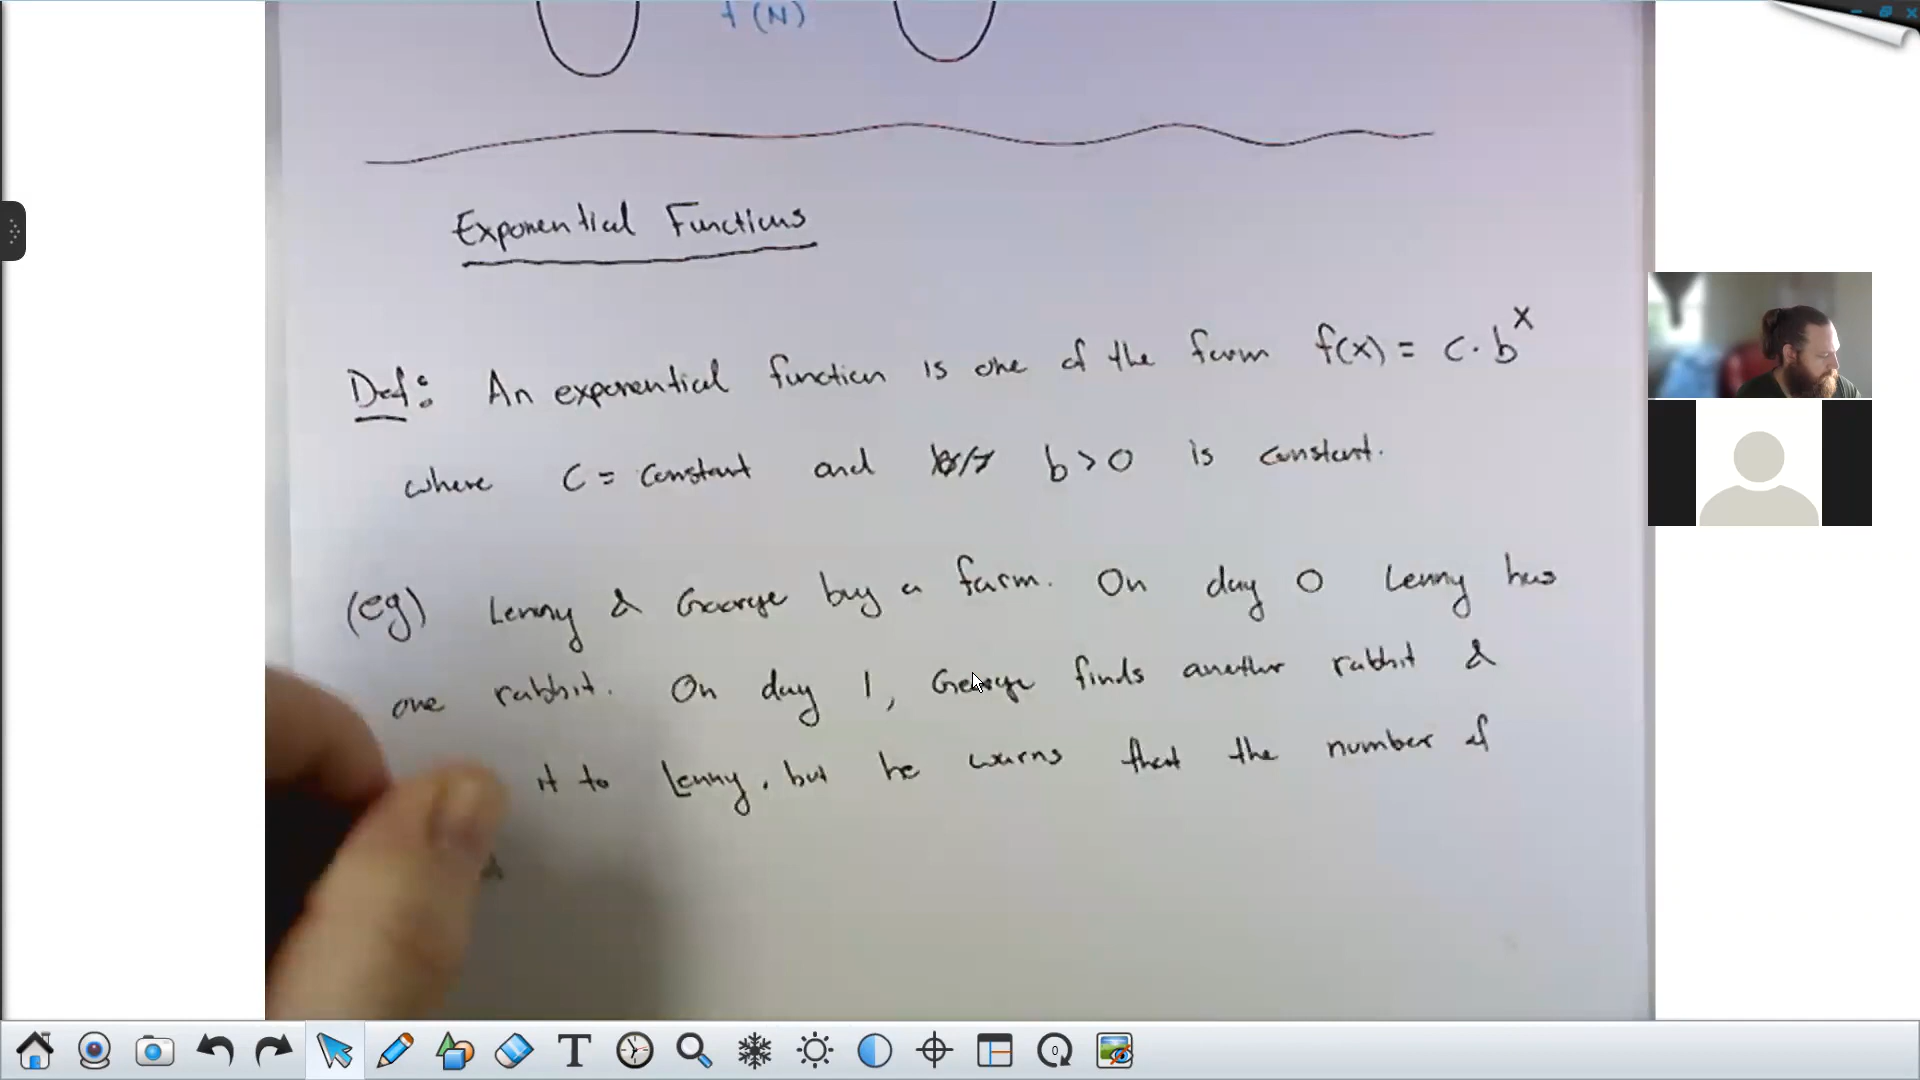 f(N)
Exponential Functions
Def: An exponential function is one of the form f(x) = c · b^x
where c = constant and b > 0 is constant.
(eg) Lenny & George buy a farm. On day 0 Lenny has
one rabbit. On day 1, George finds another rabbit &
it to Lenny, but he warns that the number of
T
0